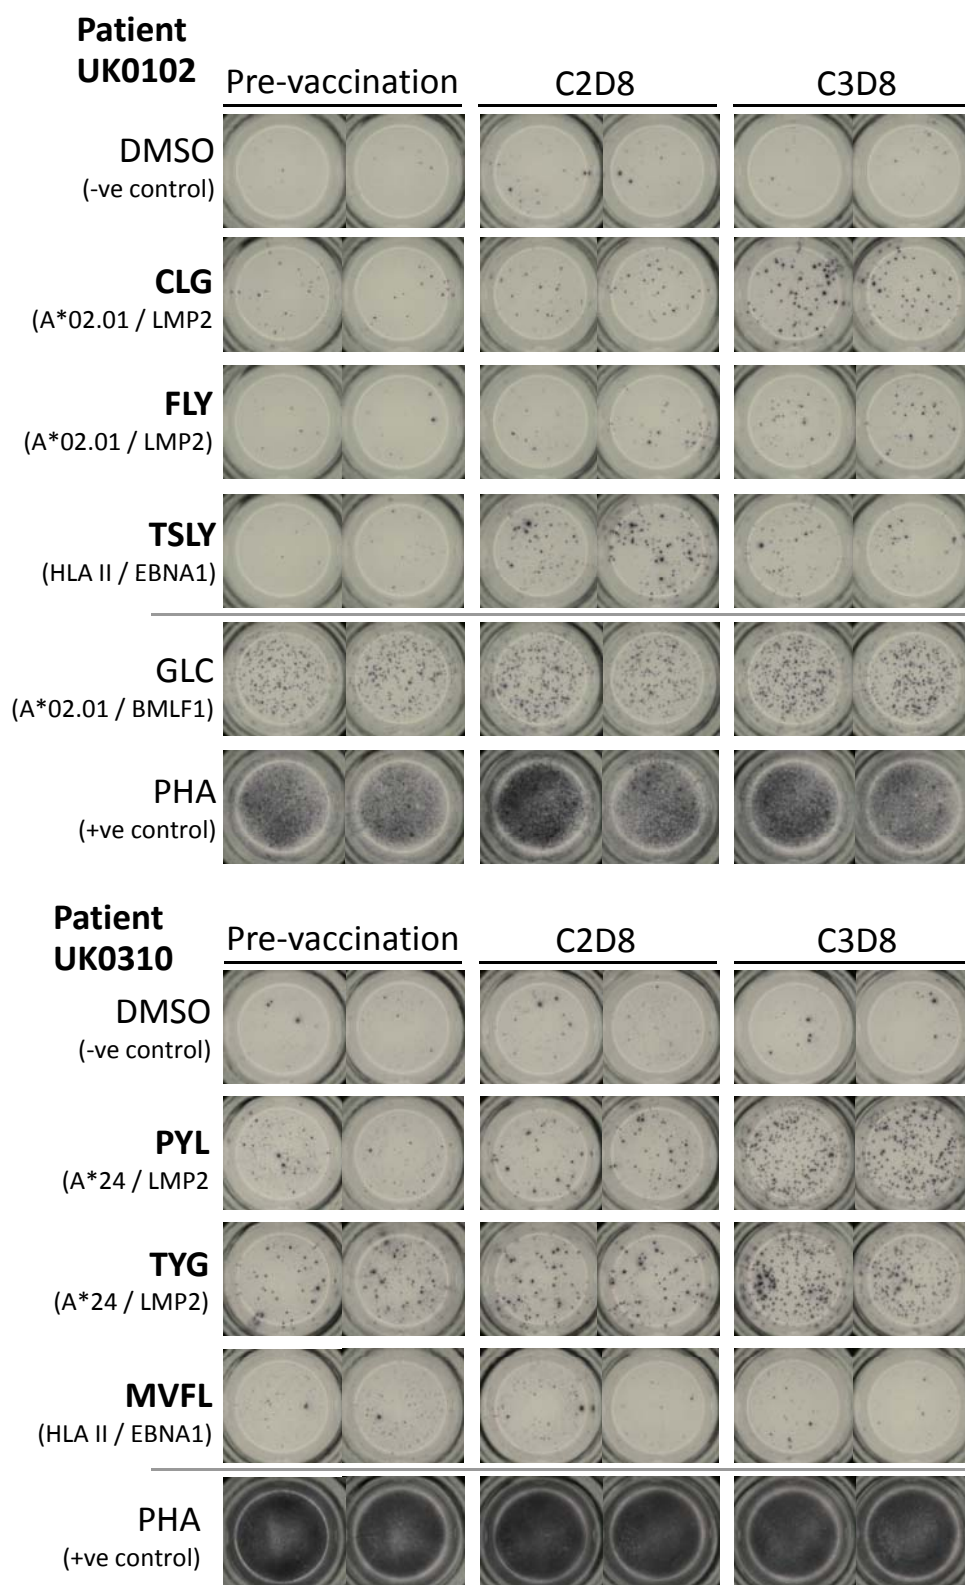 Patient
UK0102
Pre-vaccination C2D8 C3D8
DMSO
(-ve control)
CLG
(A*02.01 / LMP2
FLY
(A*02.01 / LMP2)
TSLY
(HLA II / EBNA1)
GLC
(A*02.01 / BMLF1)
PHA
(+ve control)
Patient
UK0310
Pre-vaccination C2D8 C3D8
DMSO
(-ve control)
PYL
(A*24 / LMP2
TYG
(A*24 / LMP2)
MVFL
(HLA II / EBNA1)
PHA
(+ve control)